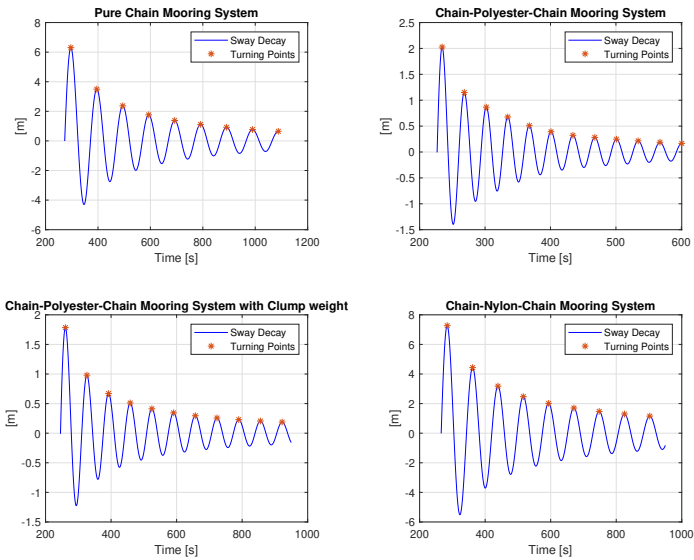 Pure Chain Mooring System
8
6
4
2
0
-2
-4
-6
[m]
200 400 600 800 1000 1200
Time [s]
Sway Decay
Turning Points
Chain-Polyester-Chain Mooring System
2.5
2
1.5
1
0.5
0
-0.5
-1
-1.5
[m]
200 300 400 500 600
Time [s]
Sway Decay
Turning Points
Chain-Polyester-Chain Mooring System with Clump weight
2
1.5
1
0.5
0
-0.5
-1
-1.5
[m]
200 400 600 800 1000
Time [s]
Sway Decay
Turning Points
Chain-Nylon-Chain Mooring System
8
6
4
2
0
-2
-4
-6
[m]
200 400 600 800 1000
Time [s]
Sway Decay
Turning Points